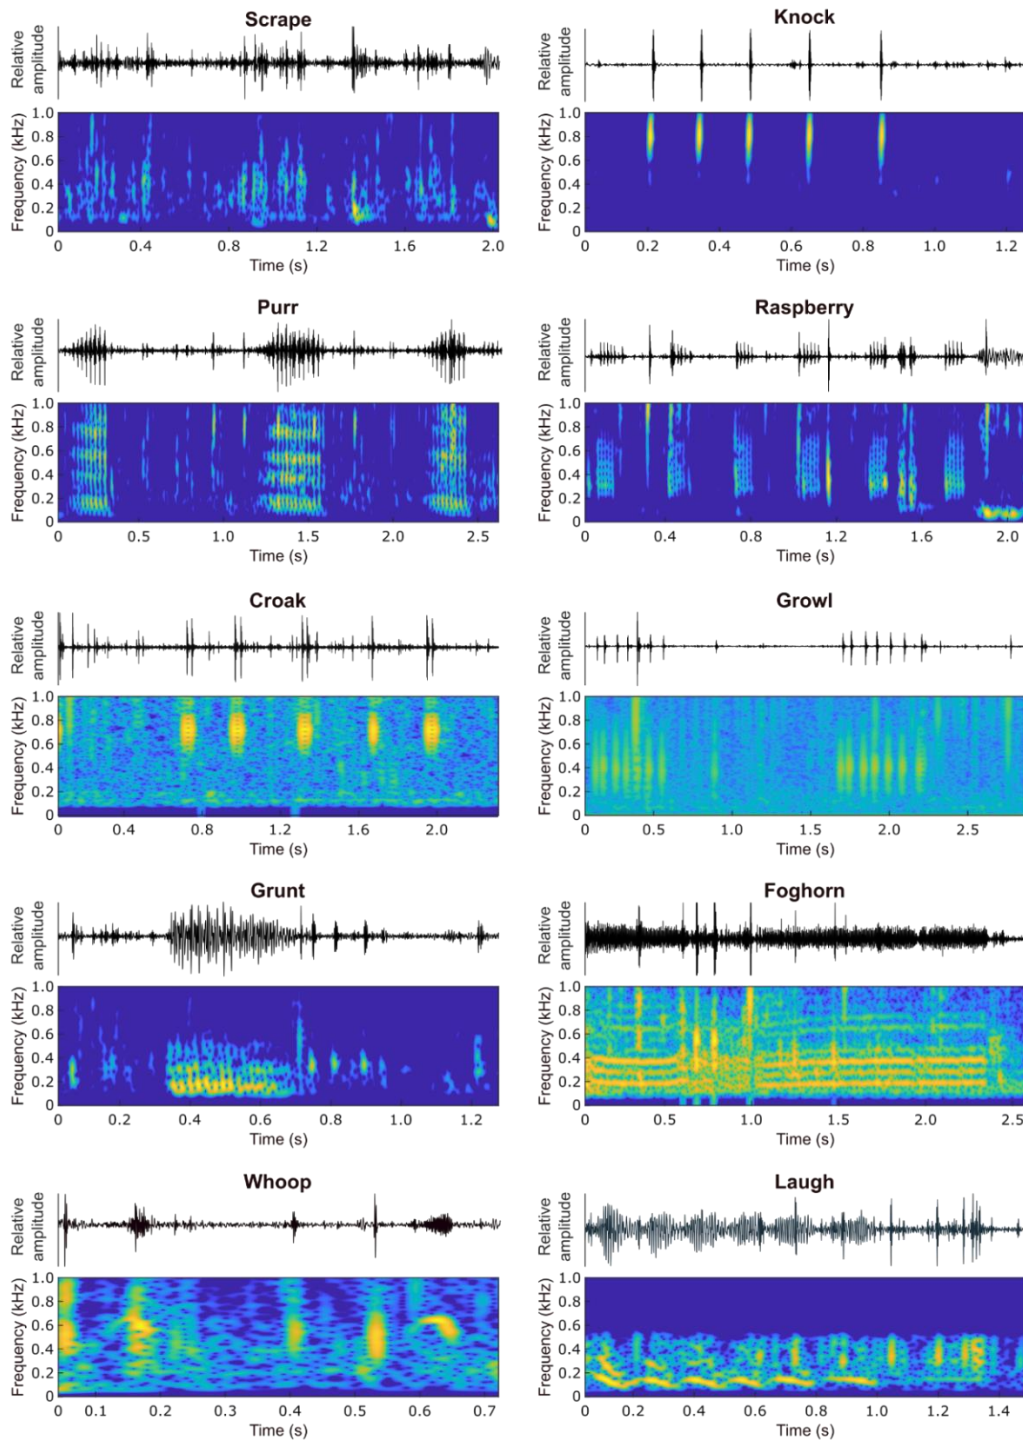 Scrape
Relative amplitude
1.0
0.8
0.6
0.4
0.2
0
Frequency (kHz)
0 0.4 0.8 1.2 1.6 2.0
Time (s)
Knock
Relative amplitude
1.0
0.8
0.6
0.4
0.2
0
Frequency (kHz)
0 0.2 0.4 0.6 0.8 1.0 1.2
Time (s)
Purr
Relative amplitude
1.0
0.8
0.6
0.4
0.2
0
Frequency (kHz)
0 0.5 1.0 1.5 2.0 2.5
Time (s)
Raspberry
Relative amplitude
1.0
0.8
0.6
0.4
0.2
0
Frequency (kHz)
0 0.4 0.8 1.2 1.6 2.0
Time (s)
Croak
Relative amplitude
1.0
0.8
0.6
0.4
0.2
0
Frequency (kHz)
0 0.4 0.8 1.2 1.6 2.0
Time (s)
Growl
Relative amplitude
1.0
0.8
0.6
0.4
0.2
0
Frequency (kHz)
0 0.5 1.0 1.5 2.0 2.5
Time (s)
Grunt
Relative amplitude
1.0
0.8
0.6
0.4
0.2
0
Frequency (kHz)
0 0.2 0.4 0.6 0.8 1.0 1.2
Time (s)
Foghorn
Relative amplitude
1.0
0.8
0.6
0.4
0.2
0
Frequency (kHz)
0 0.5 1.0 1.5 2.0 2.5
Time (s)
Whoop
Relative amplitude
1.0
0.8
0.6
0.4
0.2
0
Frequency (kHz)
0 0.1 0.2 0.3 0.4 0.5 0.6 0.7
Time (s)
Laugh
Relative amplitude
1.0
0.8
0.6
0.4
0.2
0
Frequency (kHz)
0 0.2 0.4 0.6 0.8 1.0 1.2 1.4
Time (s)